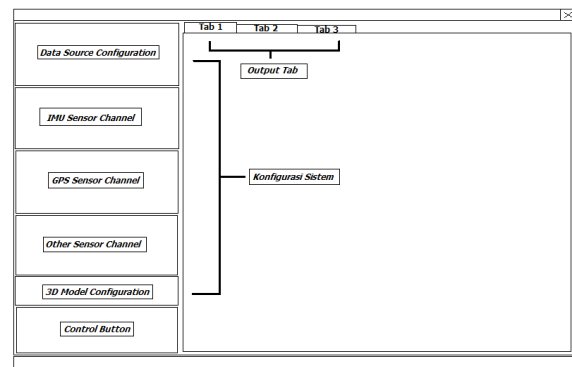 Tab 1
Tab 2
Tab 3
Output Tab
Data Source Configuration
IMU Sensor Channel
GPS Sensor Channel
Konfigurasi Sistem
Other Sensor Channel
3D Model Configuration
Control Button